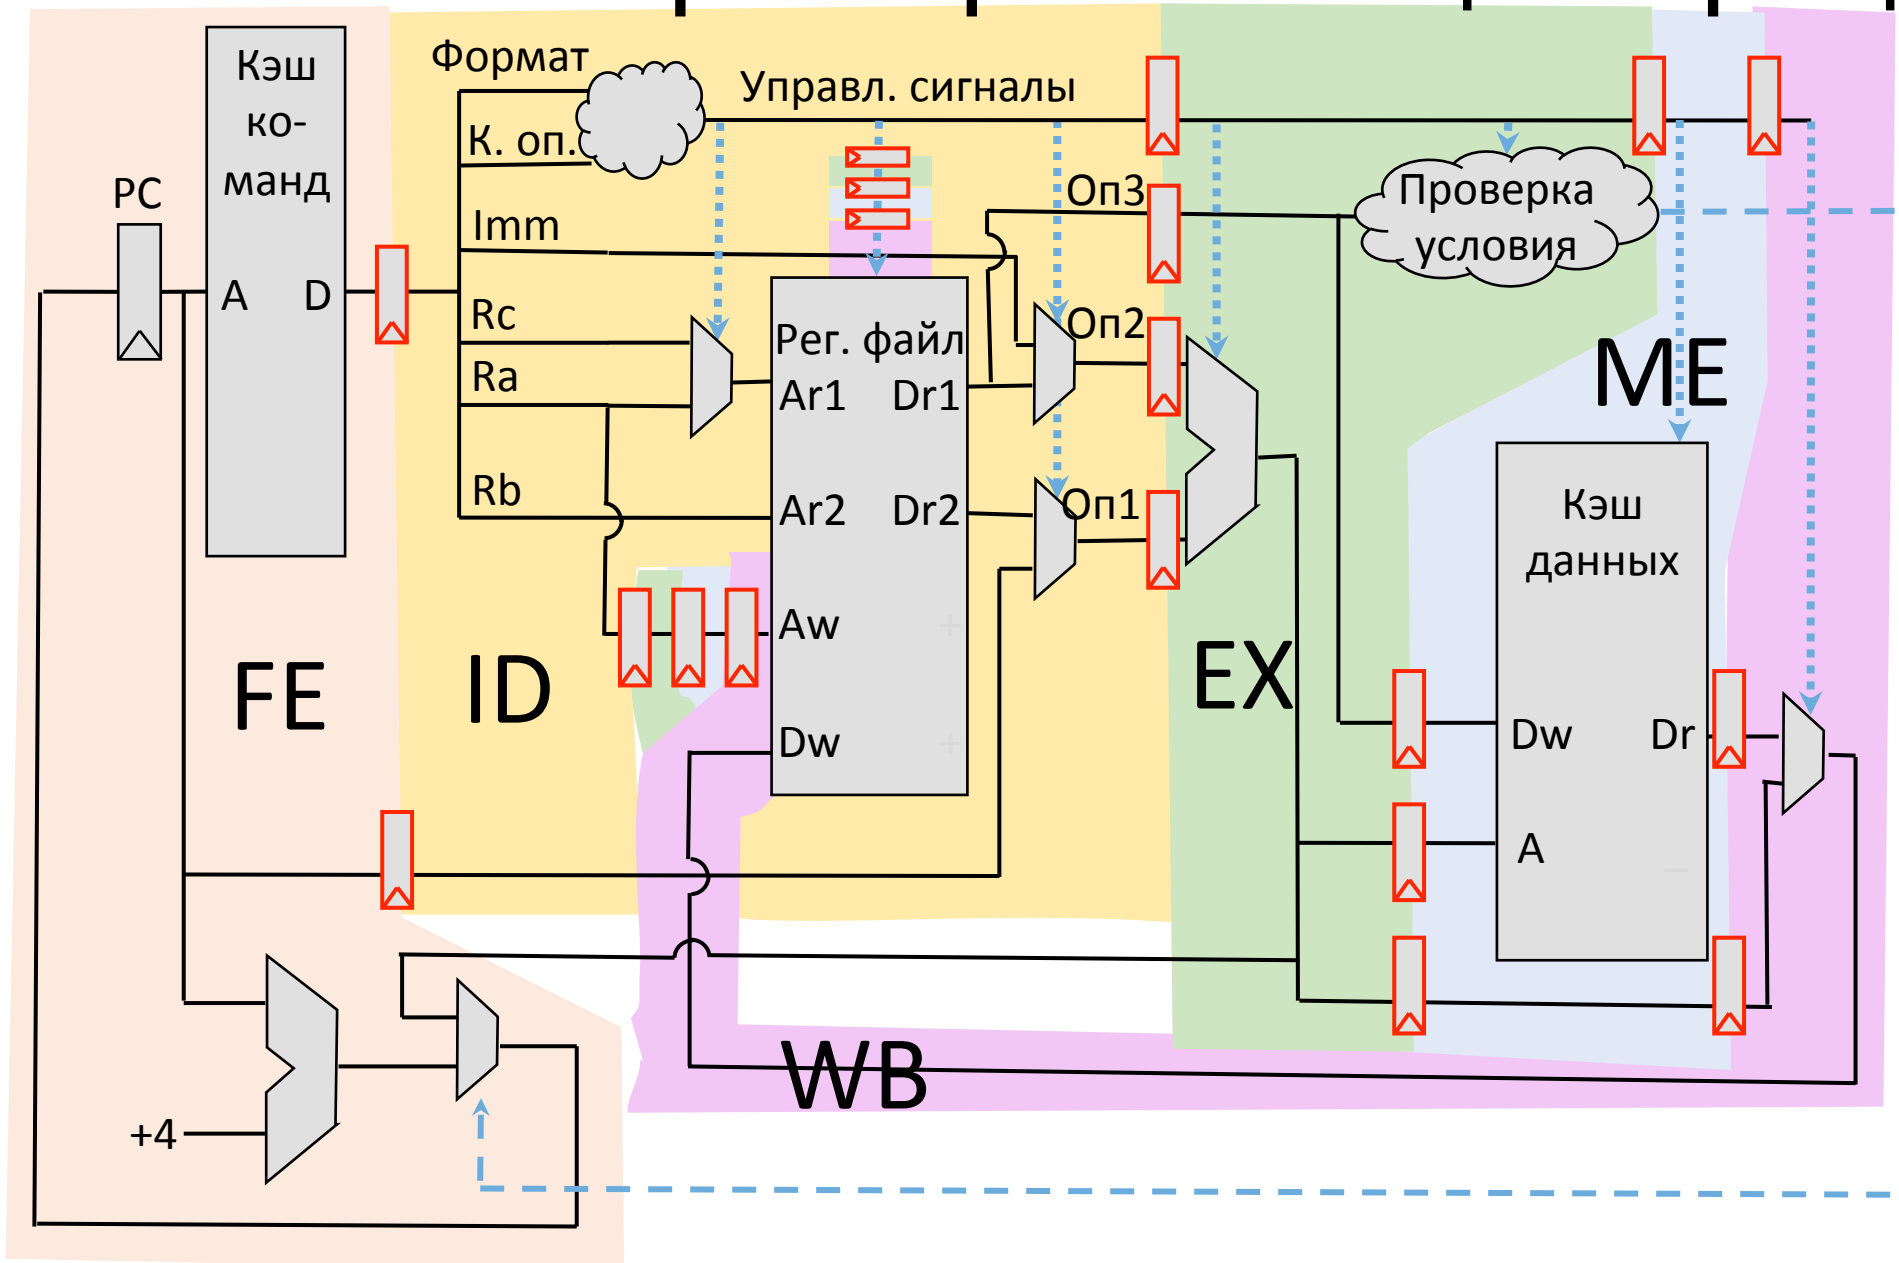 Кэш
ко-
манд
PC
A
D
Формат
К. оп.
Imm
Rc
Ra
Rb
Управл. сигналы
Рег. файл
Ar1
Dr1
Ar2
Dr2
Aw
Dw
Оп3
Оп2
Оп1
Проверка
условия
ME
Кэш
данных
Dw
Dr
A
FE
ID
EX
WB
+4